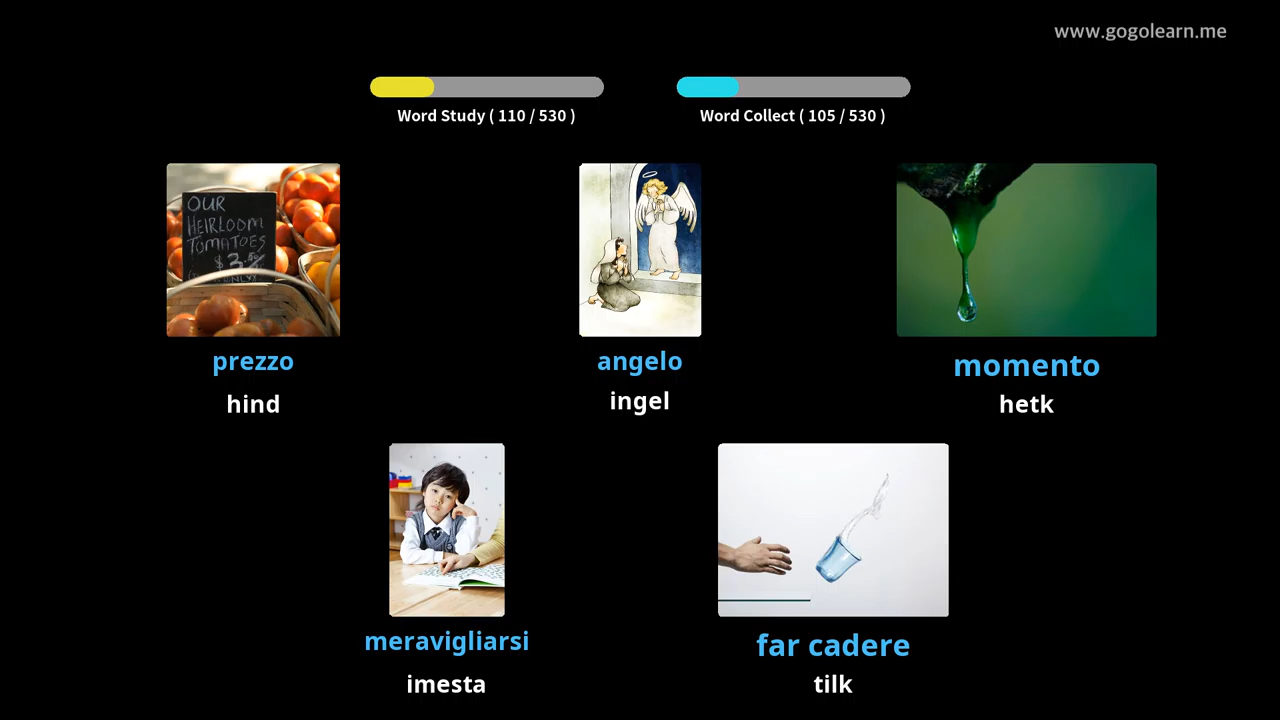 www.gogolearn.me
Word Study ( 110 / 530 )
Word Collect ( 105 / 530 )
OUR
HEIRLOOM
TOMATOES
prezzo
hind
angelo
ingel
momento
hetk
meravigliarsi
imesta
far cadere
tilk